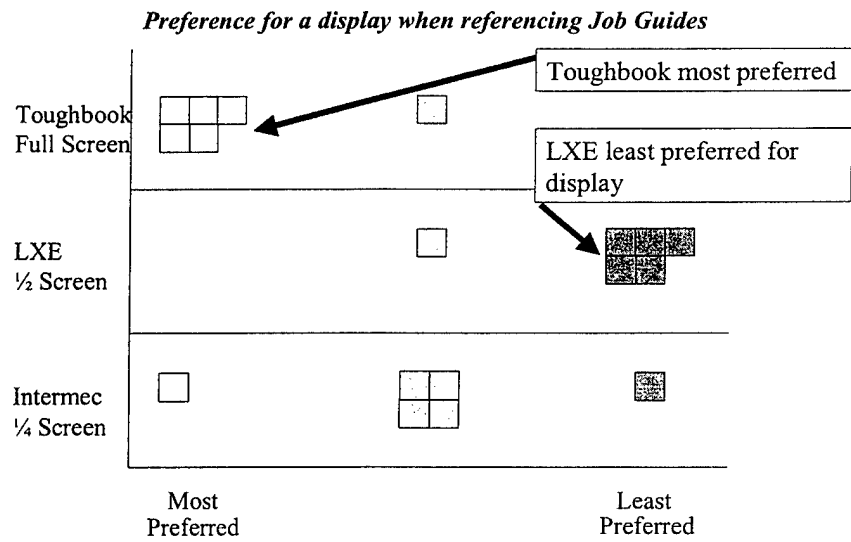 Preference for a display when referencing Job Guides
Toughbook most preferred
Toughbook
Full Screen
LXE least preferred for
display
LXE
½ Screen
Intermec
¼ Screen
Most
Preferred
Least
Preferred